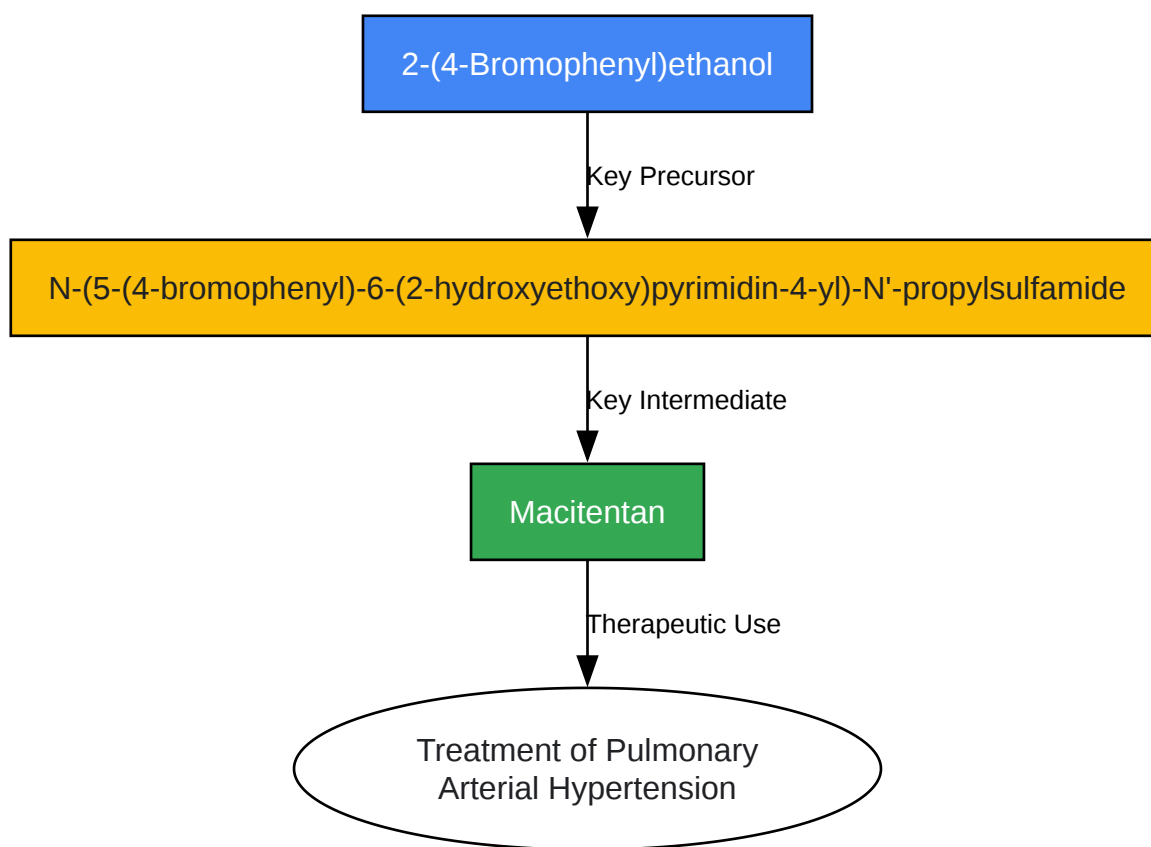 2-(4-Bromophenyl)ethanol
Key Precursor
N-(5-(4-bromophenyl)-6-(2-hydroxyethoxy)pyrimidin-4-yl)-N'-propylsulfamide
Key Intermediate
Macitentan
Therapeutic Use
Treatment of Pulmonary
Arterial Hypertension